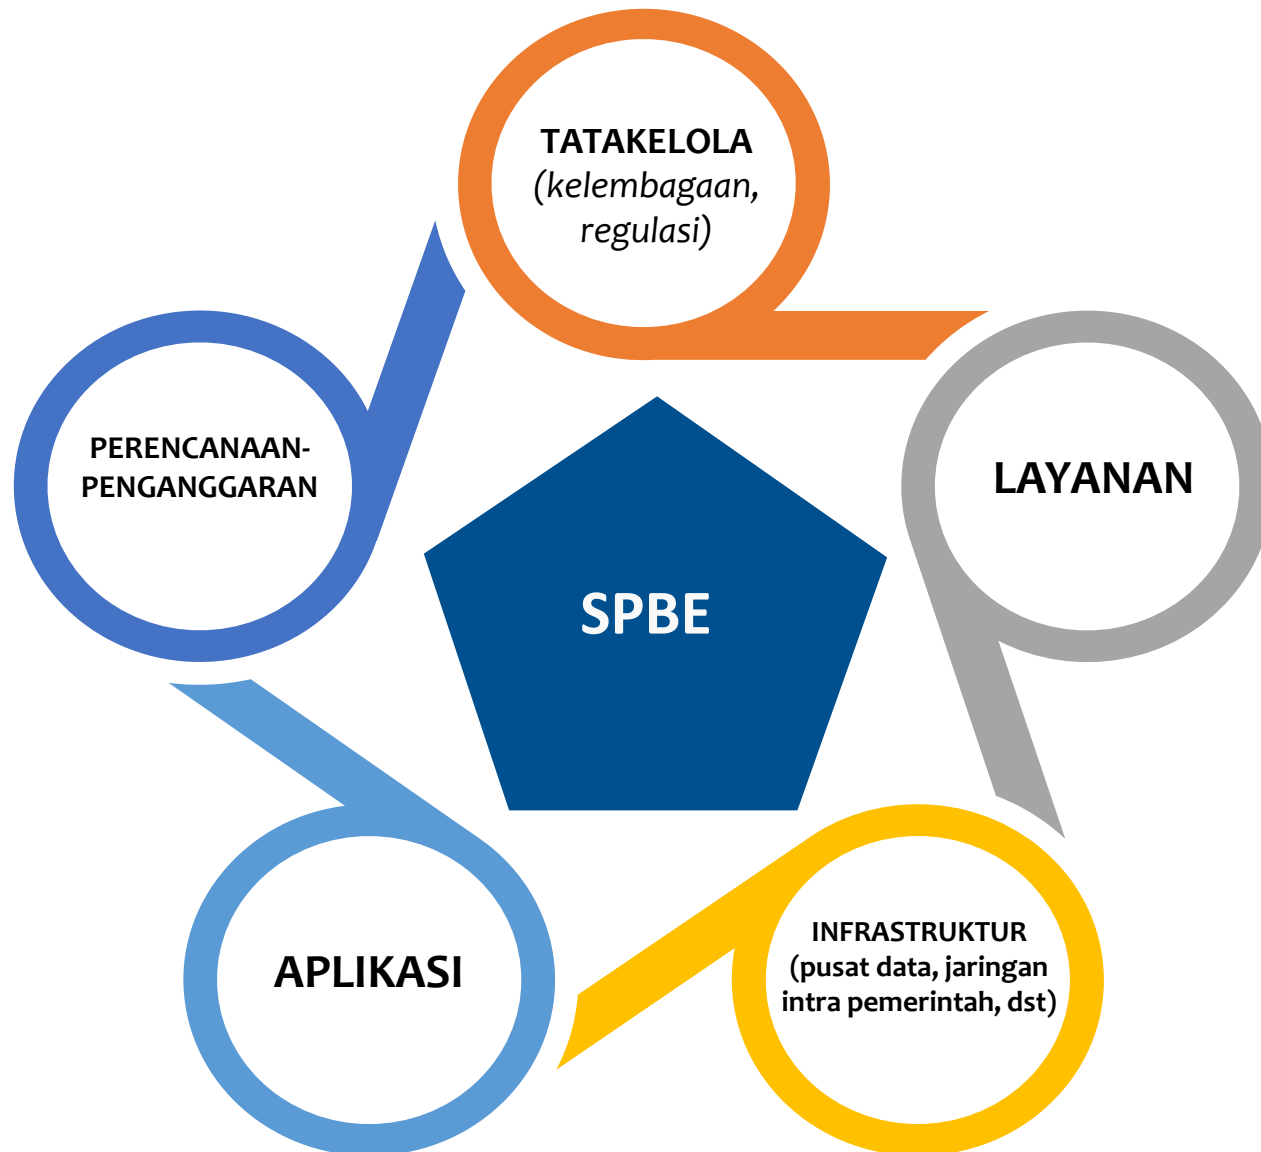 TATAKELOLA
(kelembagaan,
regulasi)
PERENCANAAN-
PENGANGGARAN
LAYANAN
SPBE
APLIKASI
INFRASTRUKTUR
(pusat data, jaringan
intra pemerintah, dst)